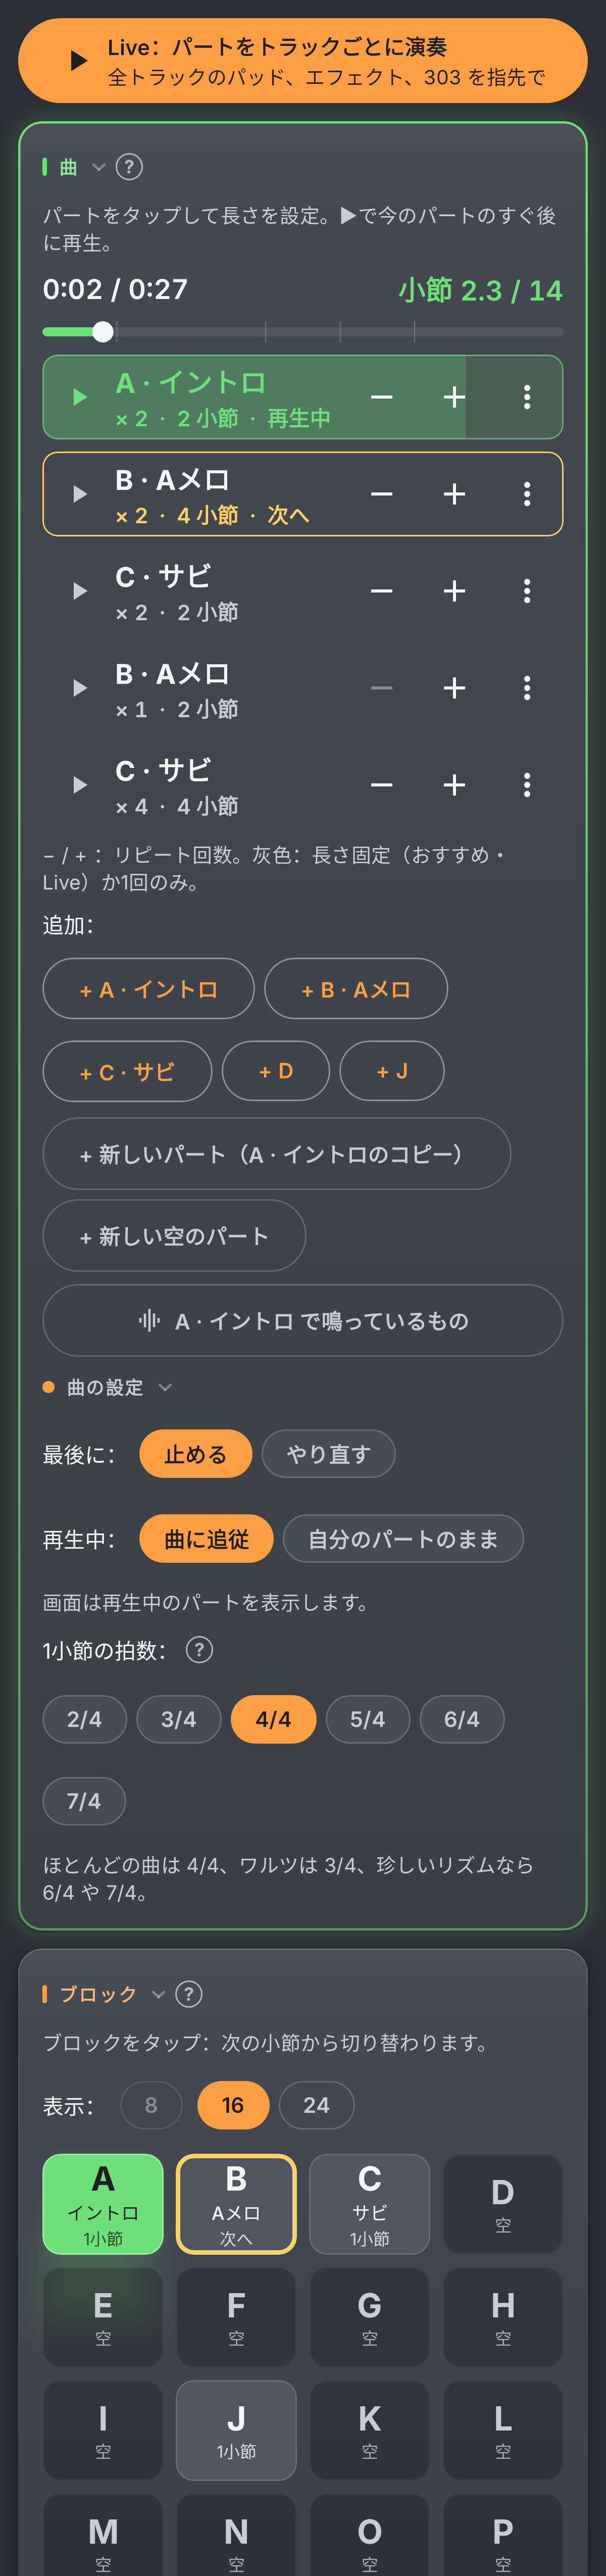 Live：パートをトラックごとに演奏
全トラックのパッド、エフェクト、303 を指先で
曲 ?
パートをタップして長さを設定。▶で今のパートのすぐ後
に再生。
0:02 / 0:27 小節 2.3 / 14
A · イントロ
× 2 · 2 小節 · 再生中
B · Aメロ
× 2 · 4 小節 · 次へ
C · サビ
× 2 · 2 小節
B · Aメロ
× 1 · 2 小節
C · サビ
× 4 · 4 小節
− / + ：リピート回数。灰色：長さ固定（おすすめ・
Live）か1回のみ。
追加：
+ A · イントロ + B · Aメロ
+ C · サビ + D + J
+ 新しいパート（A · イントロのコピー）
+ 新しい空のパート
A · イントロ で鳴っているもの
曲の設定
最後に： 止める やり直す
再生中： 曲に追従 自分のパートのまま
画面は再生中のパートを表示します。
1小節の拍数： ?
2/4 3/4 4/4 5/4 6/4
7/4
ほとんどの曲は 4/4、ワルツは 3/4、珍しいリズムなら
6/4 や 7/4。
ブロック ?
ブロックをタップ：次の小節から切り替わります。
表示： 8 16 24
A B C D
イントロ Aメロ サビ 空
1小節 次へ 1小節
E F G H
空 空 空 空
I J K L
空 1小節 空 空
M N O P
空 空 空 空